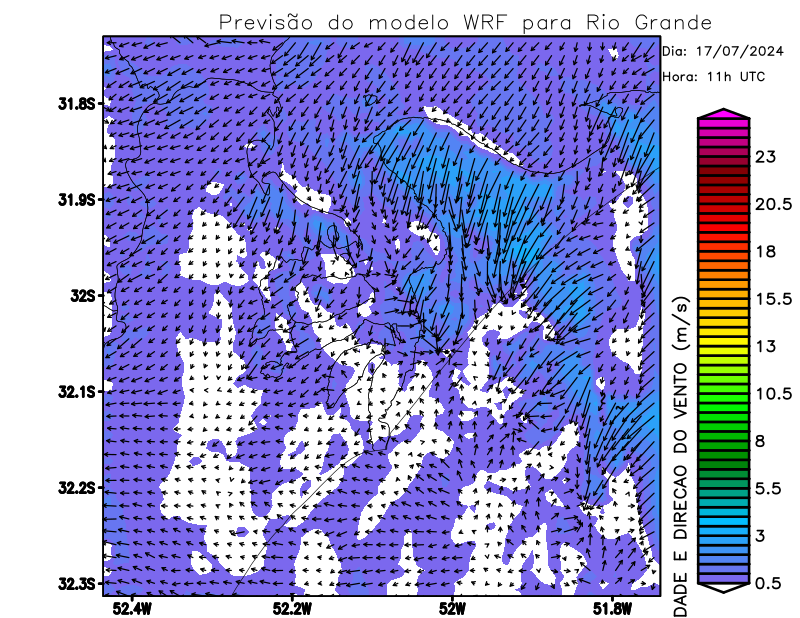 Previsão do modelo WRF para Rio Grande
Dia: 17/07/2024
Hora: 11h UTC
31.8S
31.9S
32S
32.1S
32.2S
32.3S
52.4W
52.2W
52W
51.8W
23
20.5
18
15.5
13
10.5
8
5.5
3
0.5
DADE E DIRECAO DO VENTO (m/s)